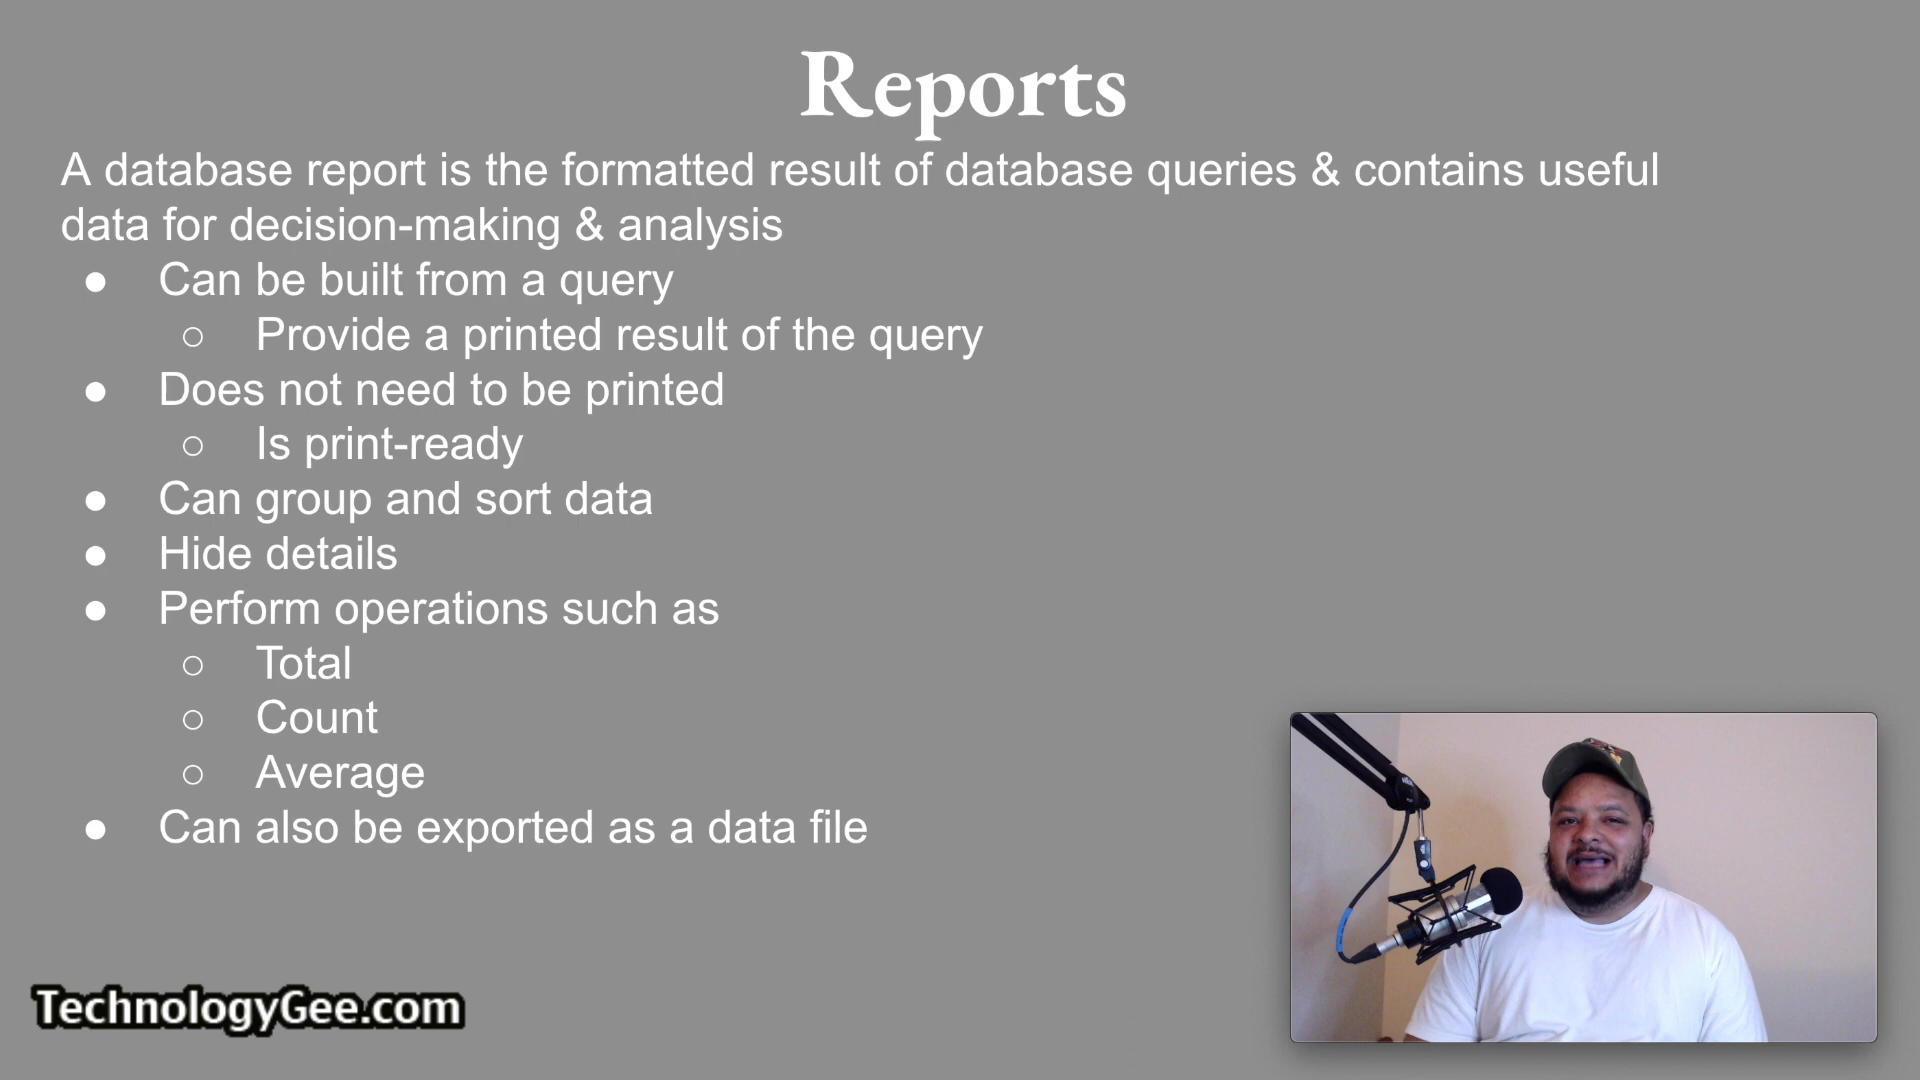 Reports
A database report is the formatted result of database queries & contains useful
data for decision-making & analysis
● Can be built from a query
○ Provide a printed result of the query
● Does not need to be printed
○ Is print-ready
● Can group and sort data
● Hide details
● Perform operations such as
○ Total
○ Count
○ Average
● Can also be exported as a data file
TechnologyGee.com